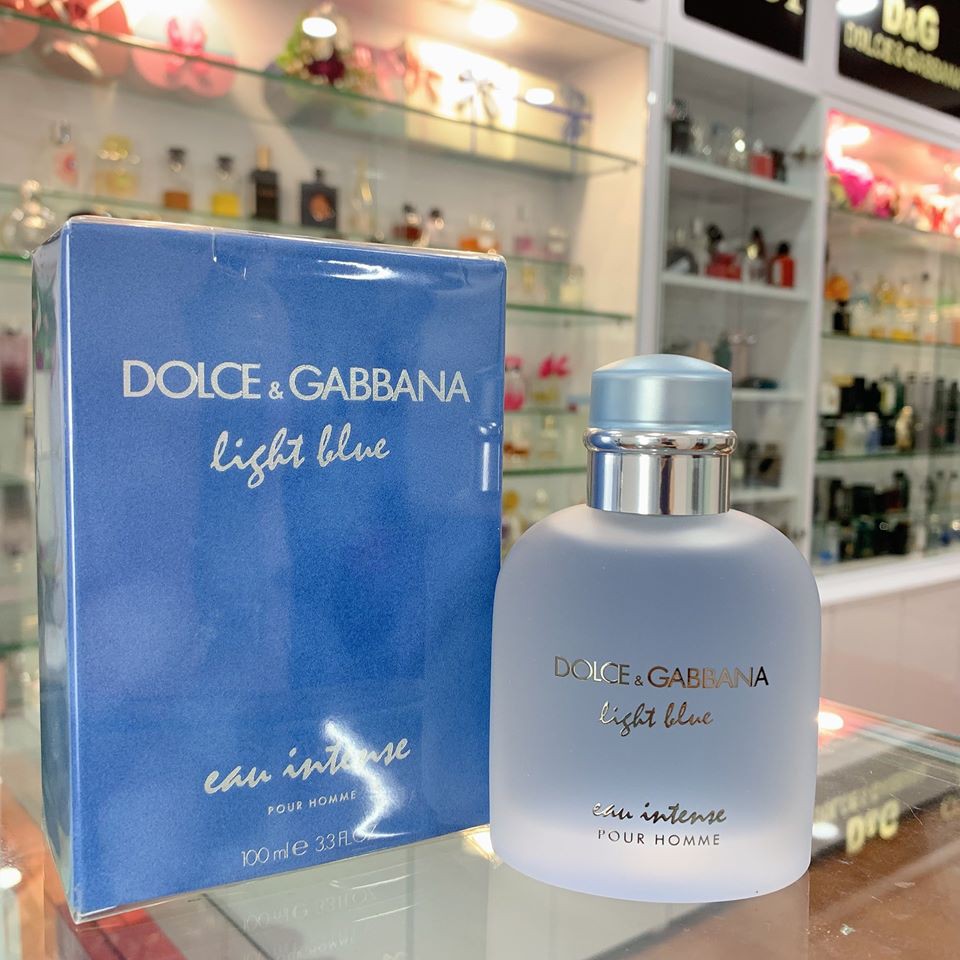 D&G
DOLCE & GABBANA
DOLCE & GABBANA
light blue
eau intense
POUR HOMME
100 ml e 3.3 FL.OZ
DOLCE & GABBANA
light blue
eau intense
POUR HOMME
D&G